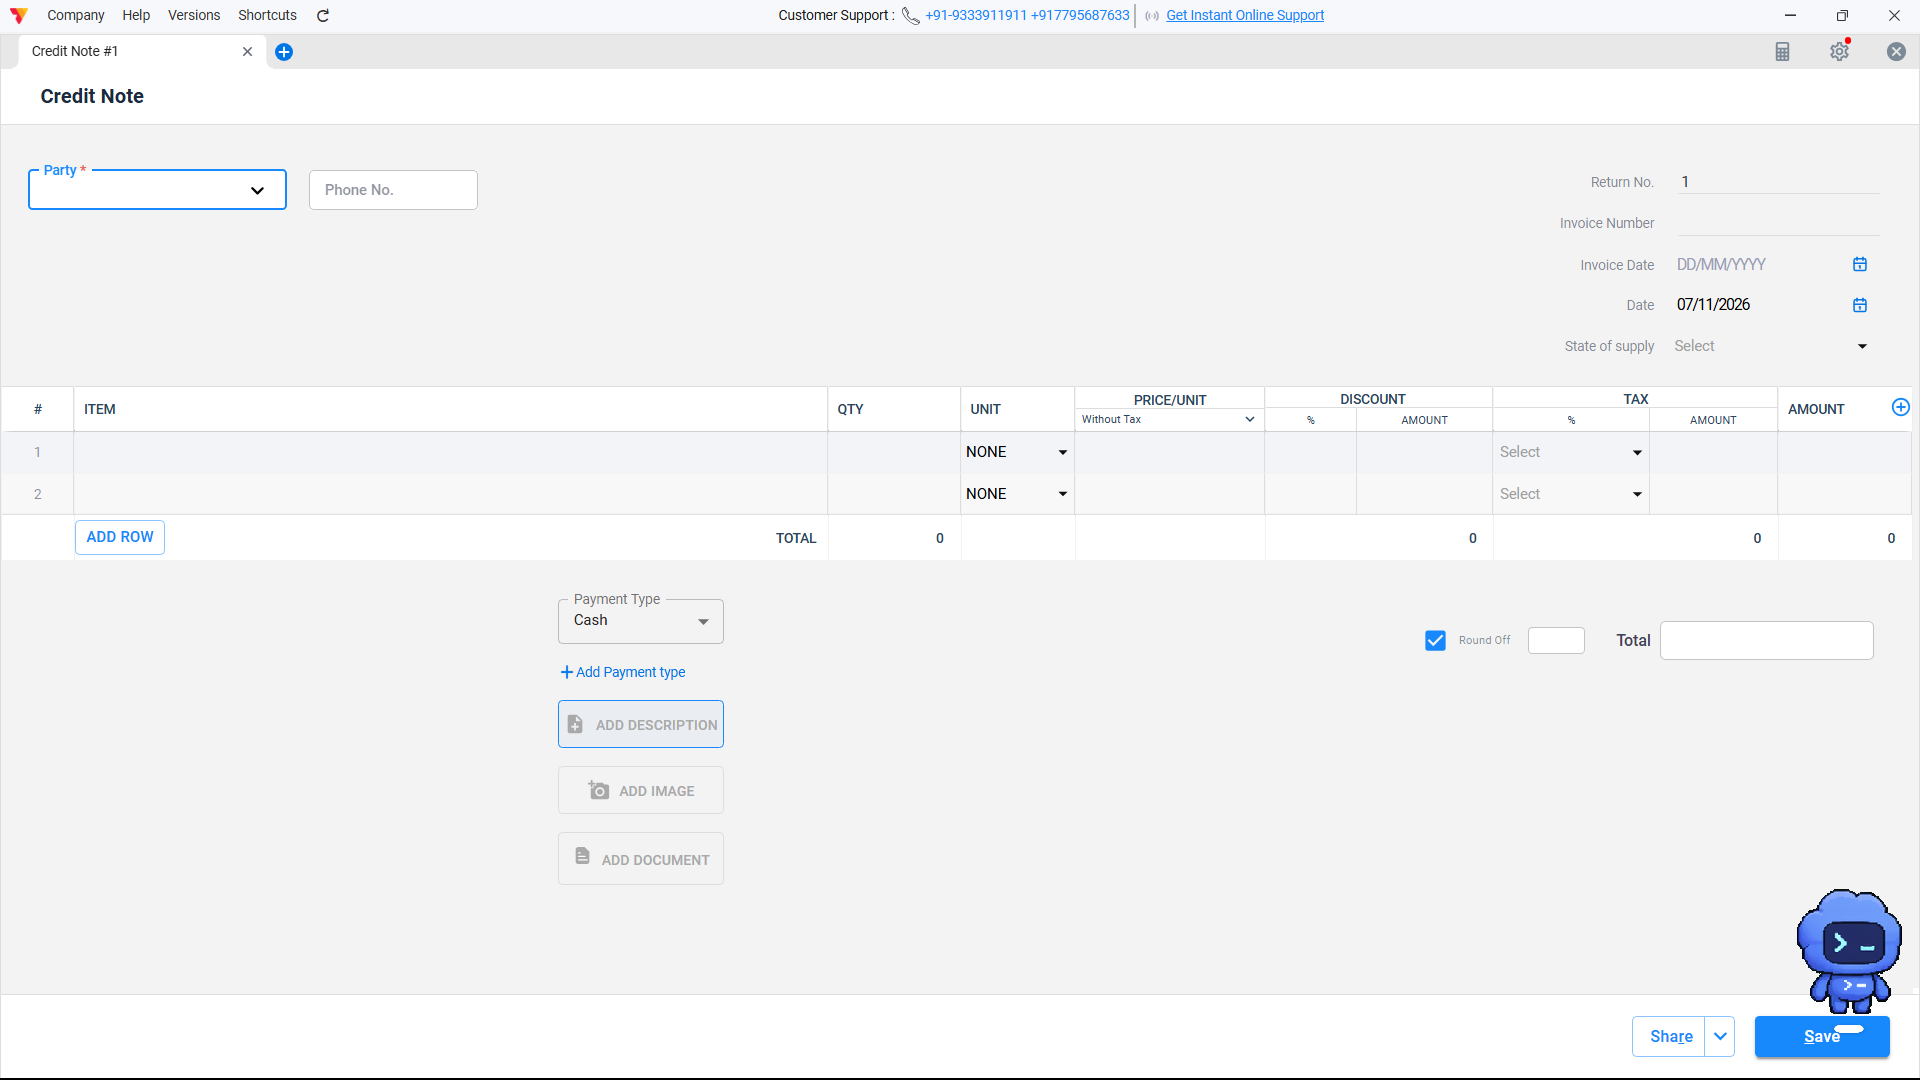 Company Help Versions Shortcuts
Customer Support : +91-9333911911 +917795687633 Get Instant Online Support
Credit Note #1
Credit Note
Party *
Phone No.
Return No. 1
Invoice Number
Invoice Date DD/MM/YYYY
Date 07/11/2026
State of supply Select
# ITEM QTY UNIT PRICE/UNIT DISCOUNT TAX AMOUNT
Without Tax % AMOUNT % AMOUNT
1 NONE Select
2 NONE Select
ADD ROW TOTAL 0 0 0 0
Payment Type
Cash
Round Off Total
Add Payment type
ADD DESCRIPTION
ADD IMAGE
ADD DOCUMENT
Share Save